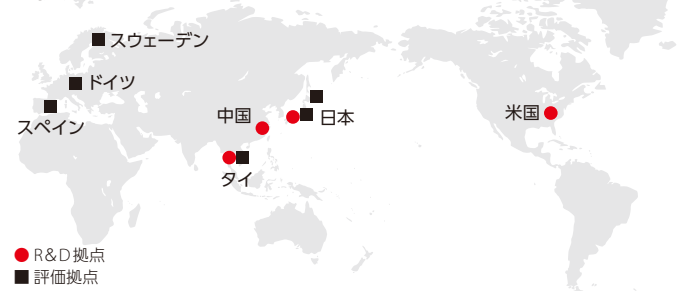 スウェーデン
ドイツ
スペイン
中国
日本
米国
タイ
R&D拠点
評価拠点